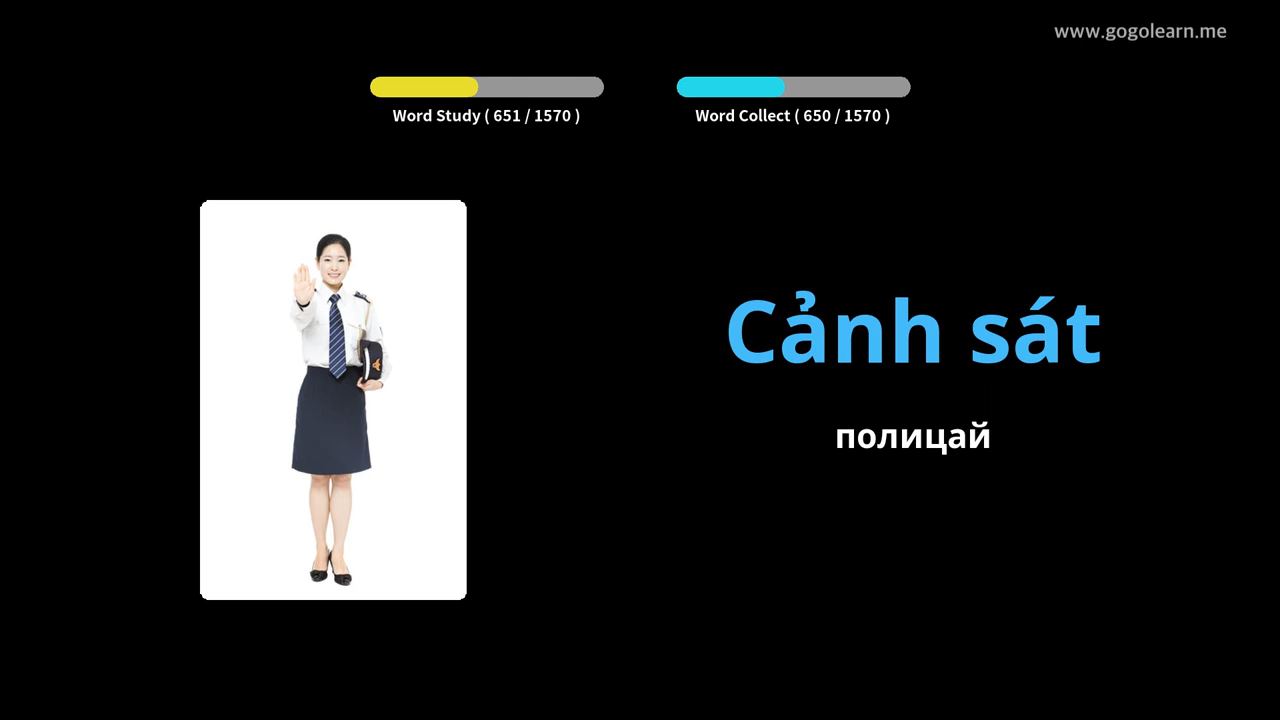 www.gogolearn.me
Word Study ( 651 / 1570 )
Word Collect ( 650 / 1570 )
Cảnh sát
полицай